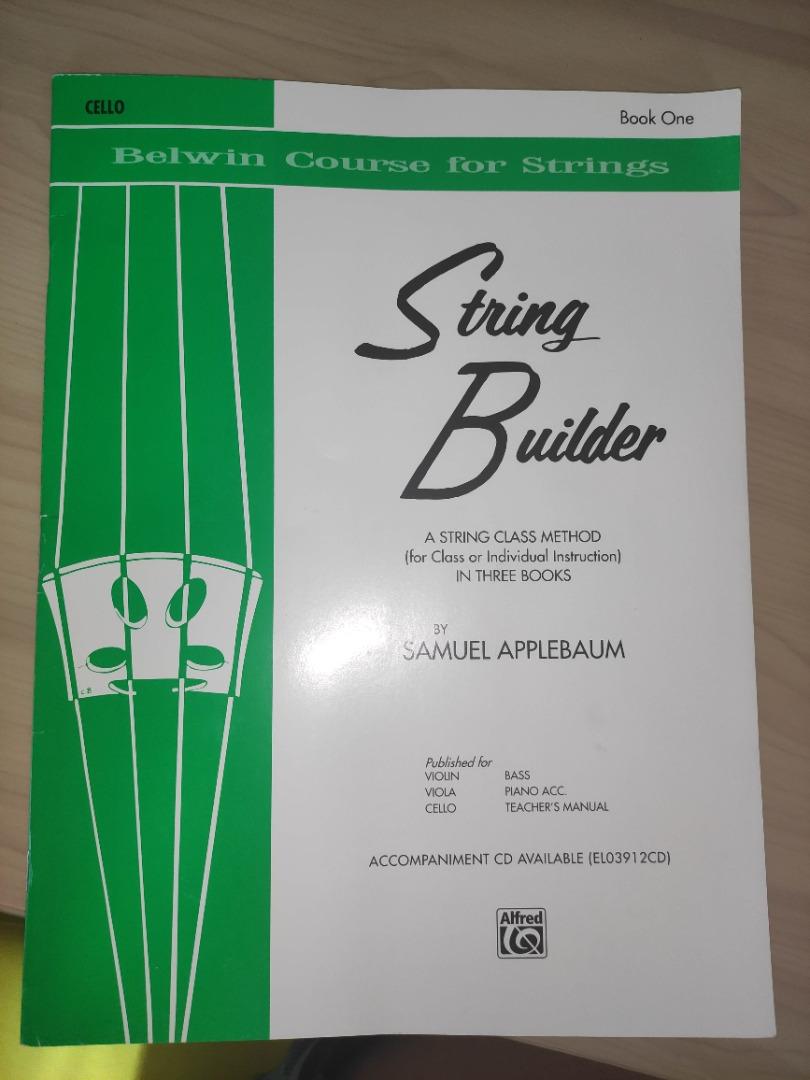 CELLO
Book One
Belwin Course for Strings
String
Builder
A STRING CLASS METHOD
(for Class or Individual Instruction)
IN THREE BOOKS
BY
SAMUEL APPLEBAUM
Published for
VIOLIN BASS
VIOLA PIANO ACC.
CELLO TEACHER'S MANUAL
ACCOMPANIMENT CD AVAILABLE (EL03912CD)
Alfred
CB